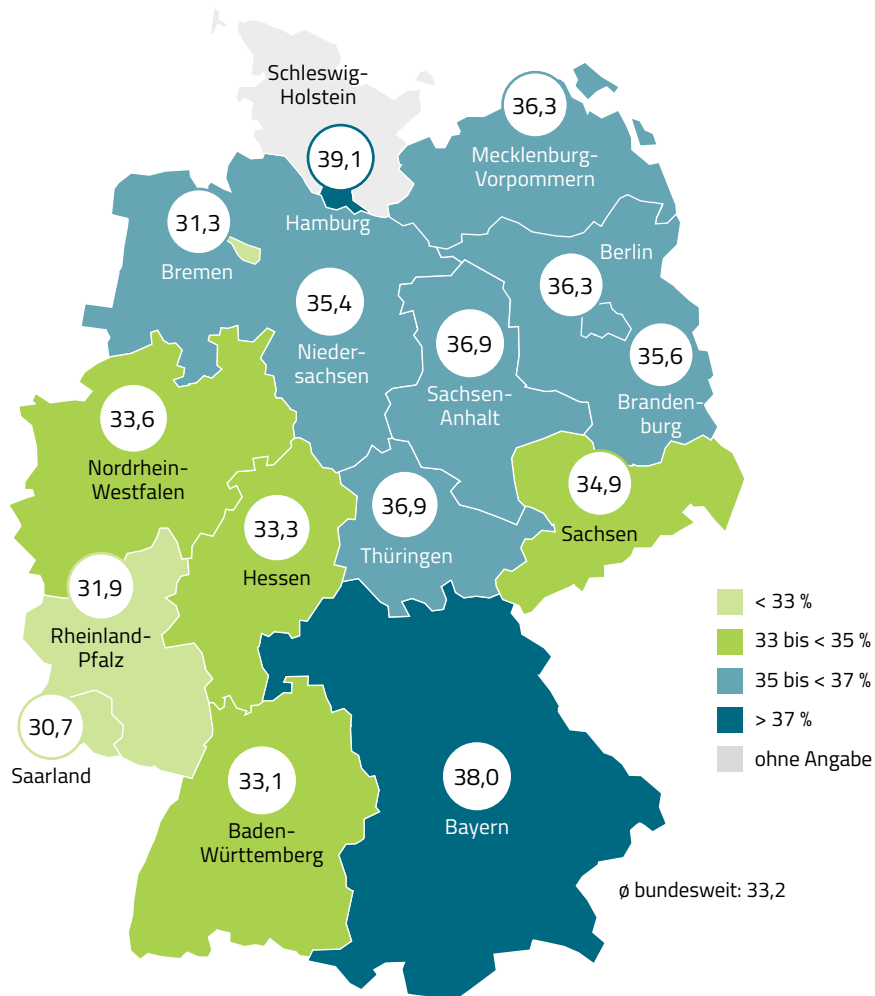 Schleswig-
Holstein
39,1
Hamburg
36,3
Mecklenburg-
Vorpommern
31,3
Bremen
35,4
Nieder-
sachsen
Berlin
36,3
36,9
Sachsen-
Anhalt
35,6
Branden-
burg
33,6
Nordrhein-
Westfalen
33,3
Hessen
36,9
Thüringen
34,9
Sachsen
31,9
Rheinland-
Pfalz
30,7
Saarland
33,1
Baden-
Württemberg
38,0
Bayern
< 33 %
33 bis < 35 %
35 bis < 37 %
> 37 %
ohne Angabe
ø bundesweit: 33,2